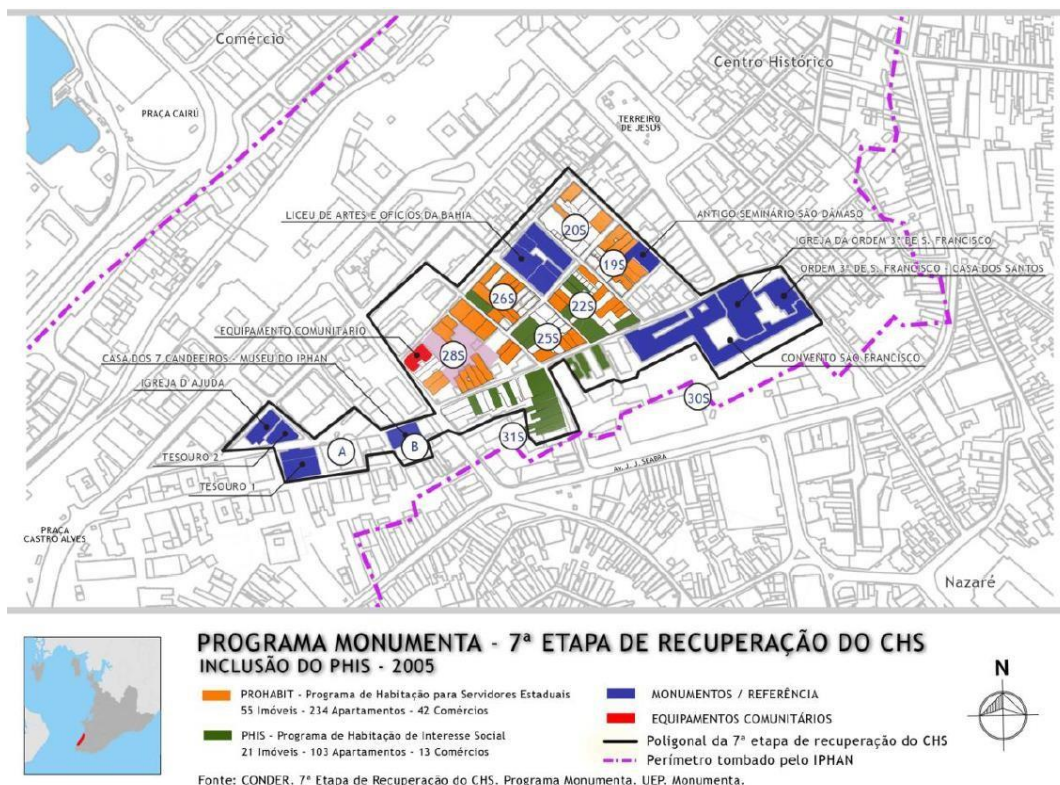 Comércio
Centro Histórico
PRAÇA CAIRÚ
TERREIRO
DE JESUS
LICEU DE ARTES E OFÍCIOS DA BAHIA
ANTIGO SEMINÁRIO SÃO DÂMASO
20S
IGREJA DA ORDEM 3ª DE S. FRANCISCO
19S
ORDEM 3ª DE S. FRANCISCO - CASA DOS SANTOS
26S
22S
EQUIPAMENTO COMUNITÁRIO
25S
CASA DOS 7 CANDEEIROS - MUSEU DO IPHAN
28S
CONVENTO SÃO FRANCISCO
IGREJA D'AJUDA
30S
31S
A
B
TESOURO 2
AV. J. J. SEABRA
TESOURO 1
PRAÇA
CASTRO ALVES
Nazaré
PROGRAMA MONUMENTA - 7ª ETAPA DE RECUPERAÇÃO DO CHS
INCLUSÃO DO PHIS - 2005
PROHABIT - Programa de Habitação para Servidores Estaduais
55 Imóveis - 234 Apartamentos - 42 Comércios
PHIS - Programa de Habitação de Interesse Social
21 Imóveis - 103 Apartamentos - 13 Comércios
MONUMENTOS / REFERÊNCIA
EQUIPAMENTOS COMUNITÁRIOS
Poligonal da 7ª etapa de recuperação do CHS
Perímetro tombado pelo IPHAN
N
Fonte: CONDER. 7ª Etapa de Recuperação do CHS. Programa Monumenta. UEP. Monumenta.